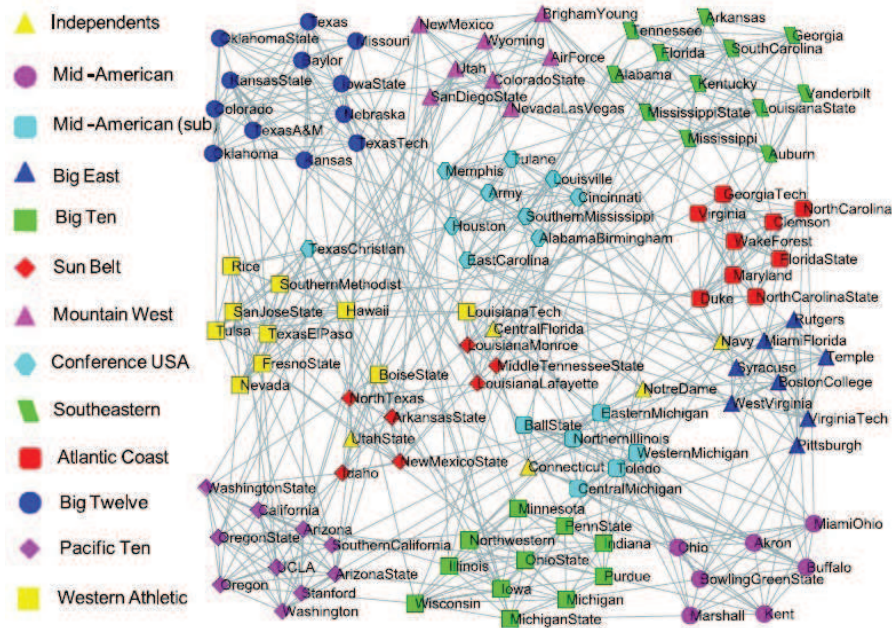 Independents
Mid -American
Mid -American (sub)
Big East
Big Ten
Sun Belt
Mountain West
Conference USA
Southeastern
Atlantic Coast
Big Twelve
Pacific Ten
Western Athletic
Texas
OklahomaState
Missouri
Baylor
KansasState
IowaState
Colorado
Nebraska
TexasA&M
TexasTech
Oklahoma
Kansas
NewMexico
BrighamYoung
Wyoming
AirForce
Utah
ColoradoState
SanDiegoState
NevadaLasVegas
Arkansas
Tennessee
Georgia
SouthCarolina
Florida
Alabama
Kentucky
Vanderbilt
MississippiState
LouisianaState
Mississippi
Auburn
Tulane
Memphis
Louisville
Army
Cincinnati
Houston
SouthernMississippi
AlabamaBirmingham
EastCarolina
TexasChristian
GeorgiaTech
Virginia
NorthCarolina
Clemson
WakeForest
FloridaState
Maryland
Duke
NorthCarolinaState
Rice
SouthernMethodist
SanJoseState
Hawaii
Tulsa
TexasElPaso
FresnoState
Nevada
BoiseState
LouisianaTech
CentralFlorida
LouisianaMonroe
MiddleTennesseeState
LouisianaLafayette
NorthTexas
ArkansasState
UtahState
NewMexicoState
Idaho
Rutgers
Navy
MiamiFlorida
Temple
Syracuse
BostonCollege
WestVirginia
VirginiaTech
Pittsburgh
NotreDame
EasternMichigan
BallState
NorthernIllinois
WesternMichigan
Connecticut
Toledo
CentralMichigan
WashingtonState
California
Arizona
OregonState
SouthernCalifornia
UCLA
ArizonaState
Oregon
Stanford
Washington
Minnesota
PennState
Northwestern
Indiana
OhioState
Illinois
Purdue
Iowa
Wisconsin
Michigan
MichiganState
MiamiOhio
Ohio
Akron
Buffalo
BowlingGreenState
Marshall
Kent